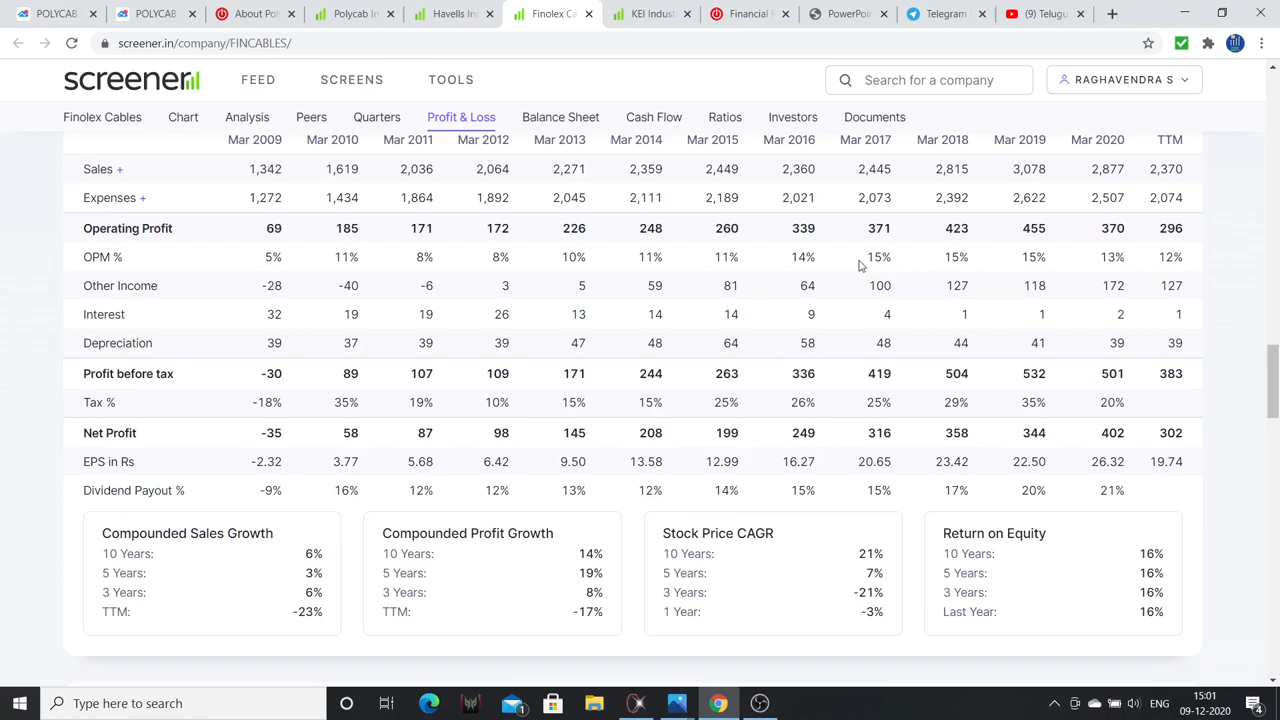 POLYCAB
POLYCAB
About Pol
Polycab In
Havells Inc
Finolex Ca
KEI Indust
Financial R
PowerPoin
Telegram
(9) Telugu
screener.in/company/FINCABLES/
screener
FEED
SCREENS
TOOLS
Search for a company
RAGHAVENDRA S
Finolex Cables Chart Analysis Peers Quarters Profit & Loss Balance Sheet Cash Flow Ratios Investors Documents
Mar 2009 Mar 2010 Mar 2011 Mar 2012 Mar 2013 Mar 2014 Mar 2015 Mar 2016 Mar 2017 Mar 2018 Mar 2019 Mar 2020 TTM
Sales + 1,342 1,619 2,036 2,064 2,271 2,359 2,449 2,360 2,445 2,815 3,078 2,877 2,370
Expenses + 1,272 1,434 1,864 1,892 2,045 2,111 2,189 2,021 2,073 2,392 2,622 2,507 2,074
Operating Profit 69 185 171 172 226 248 260 339 371 423 455 370 296
OPM % 5% 11% 8% 8% 10% 11% 11% 14% 15% 15% 15% 13% 12%
Other Income -28 -40 -6 3 5 59 81 64 100 127 118 172 127
Interest 32 19 19 26 13 14 14 9 4 1 1 2 1
Depreciation 39 37 39 39 47 48 64 58 48 44 41 39 39
Profit before tax -30 89 107 109 171 244 263 336 419 504 532 501 383
Tax % -18% 35% 19% 10% 15% 15% 25% 26% 25% 29% 35% 20%
Net Profit -35 58 87 98 145 208 199 249 316 358 344 402 302
EPS in Rs -2.32 3.77 5.68 6.42 9.50 13.58 12.99 16.27 20.65 23.42 22.50 26.32 19.74
Dividend Payout % -9% 16% 12% 12% 13% 12% 14% 15% 15% 17% 20% 21%
Compounded Sales Growth
10 Years: 6%
5 Years: 3%
3 Years: 6%
TTM: -23%
Compounded Profit Growth
10 Years: 14%
5 Years: 19%
3 Years: 8%
TTM: -17%
Stock Price CAGR
10 Years: 21%
5 Years: 7%
3 Years: -21%
1 Year: -3%
Return on Equity
10 Years: 16%
5 Years: 16%
3 Years: 16%
Last Year: 16%
Type here to search
1
ENG
15:01
09-12-2020
4